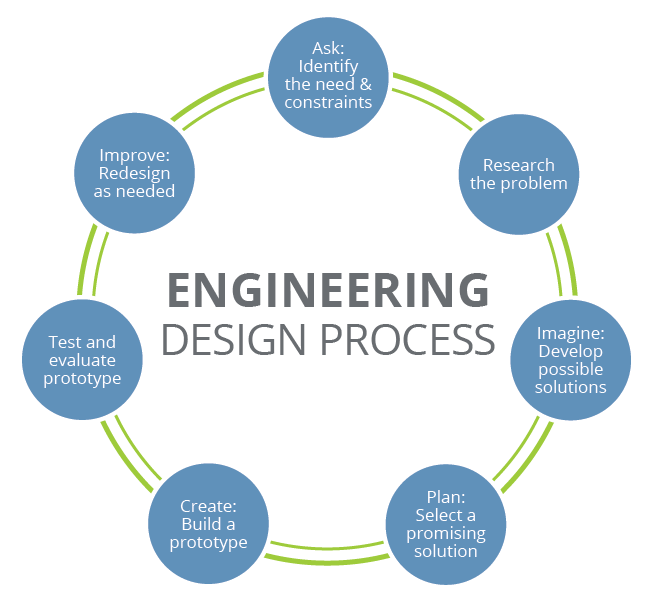 Ask:
Identify
the need &
constraints
Research
the problem
Imagine:
Develop
possible
solutions
Plan:
Select a
promising
solution
Create:
Build a
prototype
Test and
evaluate
prototype
Improve:
Redesign
as needed
ENGINEERING
DESIGN PROCESS